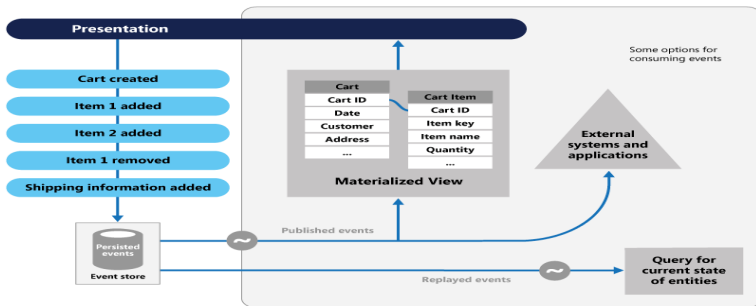 Presentation
Some options for
consuming events
Cart created
Item 1 added
Item 2 added
Item 1 removed
Shipping information added
Cart
Cart ID
Date
Customer
Address
...
Cart Item
Cart ID
Item key
Item name
Quantity
...
Materialized View
External
systems and
applications
Persisted
events
Event store
Published events
Replayed events
Query for
current state
of entities